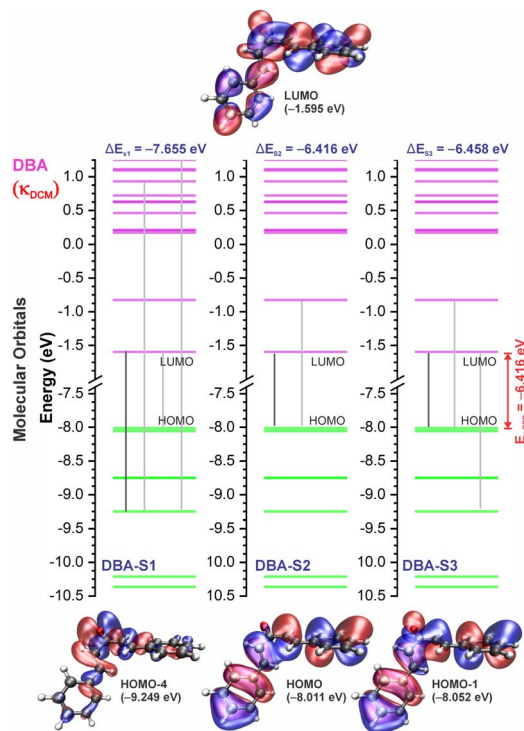 LUMO
(−1.595 eV)
ΔE_S1 = −7.655 eV
ΔE_S2 = −6.416 eV
ΔE_S3 = −6.458 eV
DBA
(κ_DCM)
Molecular Orbitals
Energy (eV)
1.0
0.5
0.0
-0.5
-1.0
-1.5
-7.5
-8.0
-8.5
-9.0
-9.5
-10.0
10.5
LUMO
HOMO
DBA-S1
1.0
0.5
0.0
-0.5
-1.0
-1.5
-7.5
-8.0
-8.5
-9.0
-9.5
-10.0
10.5
LUMO
HOMO
DBA-S2
1.0
0.5
0.0
-0.5
-1.0
-1.5
-7.5
-8.0
-8.5
-9.0
-9.5
-10.0
10.5
LUMO
HOMO
DBA-S3
= −6.416 eV
HOMO-4
(−9.249 eV)
HOMO
(−8.011 eV)
HOMO-1
(−8.052 eV)